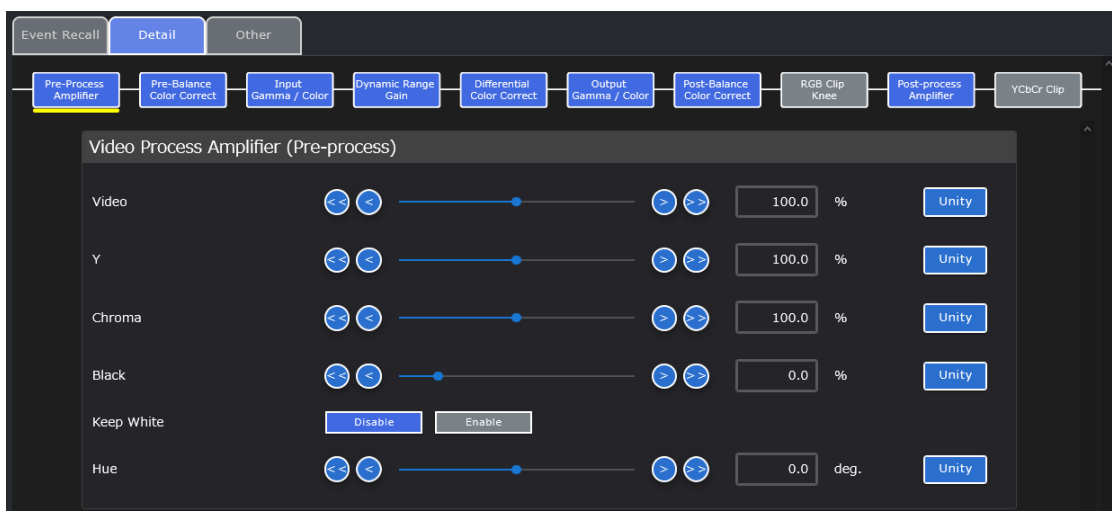 Event Recall Detail Other
Pre-Process Amplifier Pre-Balance Color Correct Input Gamma / Color Dynamic Range Gain Differential Color Correct Output Gamma / Color Post-Balance Color Correct RGB Clip Knee Post-process Amplifier YCbCr Clip
Video Process Amplifier (Pre-process)
Video << < > >> 100.0 % Unity
Y << < > >> 100.0 % Unity
Chroma << < > >> 100.0 % Unity
Black << < > >> 0.0 % Unity
Keep White Disable Enable
Hue << < > >> 0.0 deg. Unity